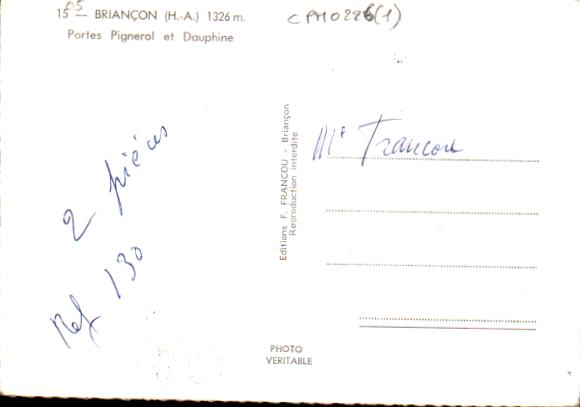 15 05 — BRIANÇON (H.-A.) 1326 m.
Portes Pignerol et Dauphine
CPM0226(1)
2 pièces
Ref 130
Editions F. FRANCOU - Briançon
Reproduction interdite
Mr Francou
PHOTO
VERITABLE